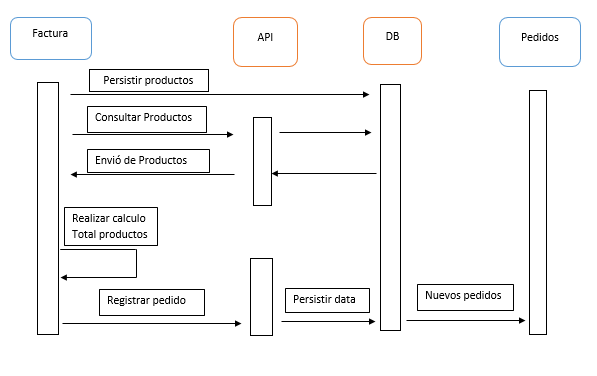 Factura
API
DB
Pedidos
Persistir productos
Consultar Productos
Envió de Productos
Realizar calculo
Total productos
Registrar pedido
Persistir data
Nuevos pedidos